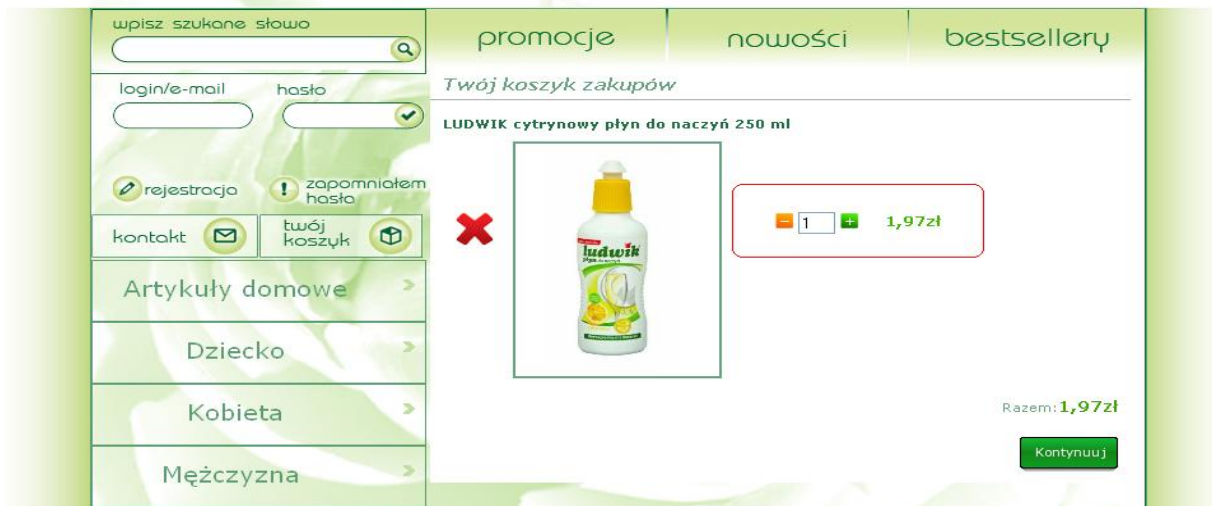 wpisz szukane słowo
promocje
nowości
bestsellery
login/e-mail
hasło
Twój koszyk zakupów
LUDWIK cytrynowy płyn do naczyń 250 ml
rejestracja
zapomniałem
hasło
kontakt
twój
koszyk
1
1,97zł
ludwik
Artykuły domowe
Dziecko
Kobieta
Mężczyzna
Razem: 1,97zł
Kontynuuj